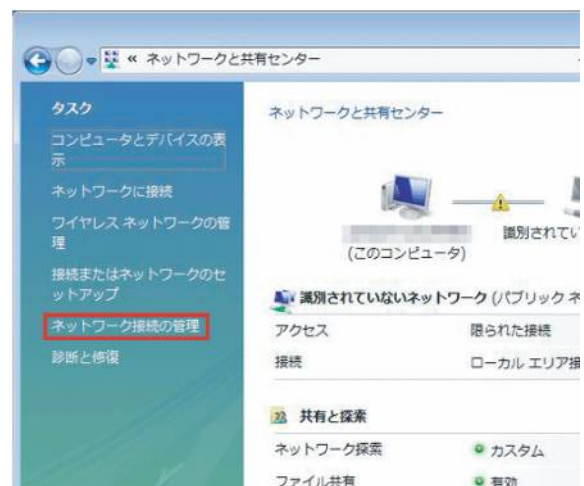 « ネットワークと共有センター
タスク
コンピュータとデバイスの表
示
ネットワークに接続
ワイヤレス ネットワークの管
理
接続またはネットワークのセ
ットアップ
ネットワーク接続の管理
診断と修復
ネットワークと共有センター
(このコンピュータ)
識別されてい
識別されていないネットワーク (パブリック ネ
アクセス 限られた接続
接続 ローカル エリア接
共有と探索
ネットワーク探索 カスタム
ファイル共有 有効